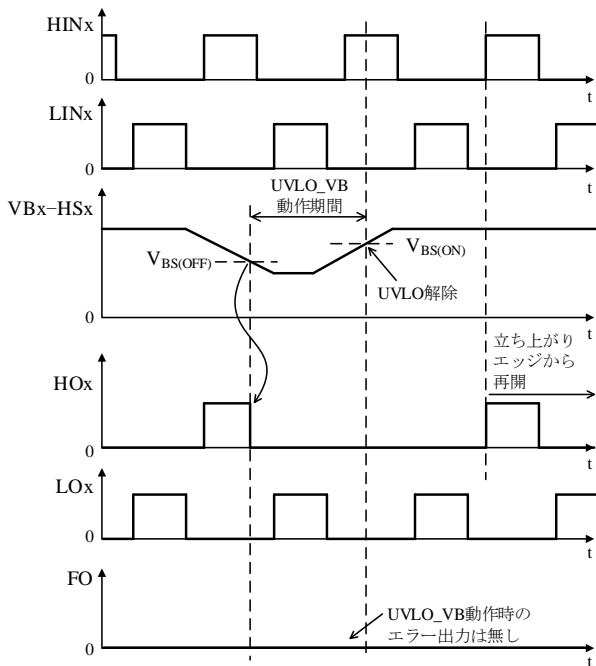 HINx
0
t
LINx
0
t
UVLO_VB
動作期間
VBx−HSx
VBS(OFF)
VBS(ON)
UVLO解除
0
t
立ち上がり
エッジから
再開
HOx
0
t
LOx
0
t
FO
UVLO_VB動作時の
エラー出力は無し
0
t